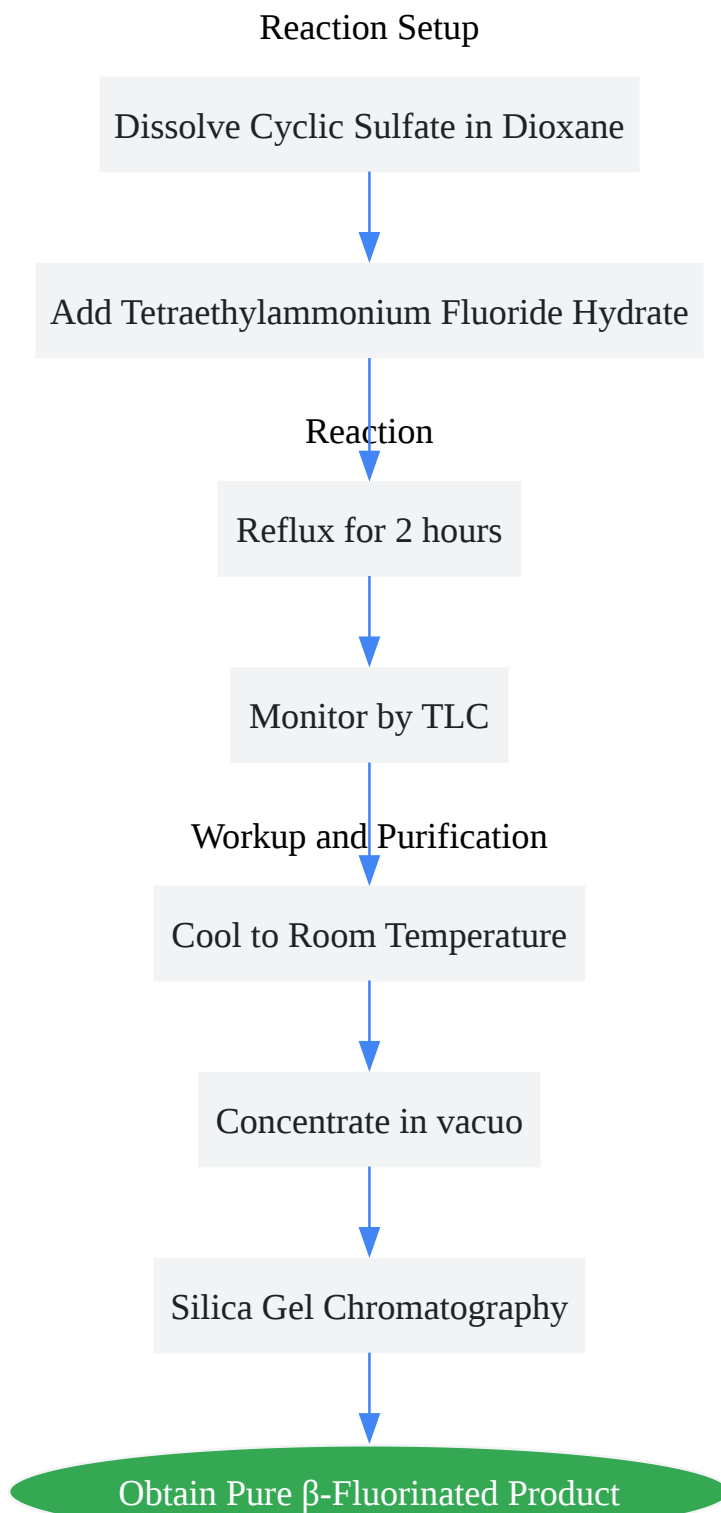 Reaction Setup
Dissolve Cyclic Sulfate in Dioxane
Add Tetraethylammonium Fluoride Hydrate
Reaction
Reflux for 2 hours
Monitor by TLC
Workup and Purification
Cool to Room Temperature
Concentrate in vacuo
Silica Gel Chromatography
Obtain Pure β-Fluorinated Product